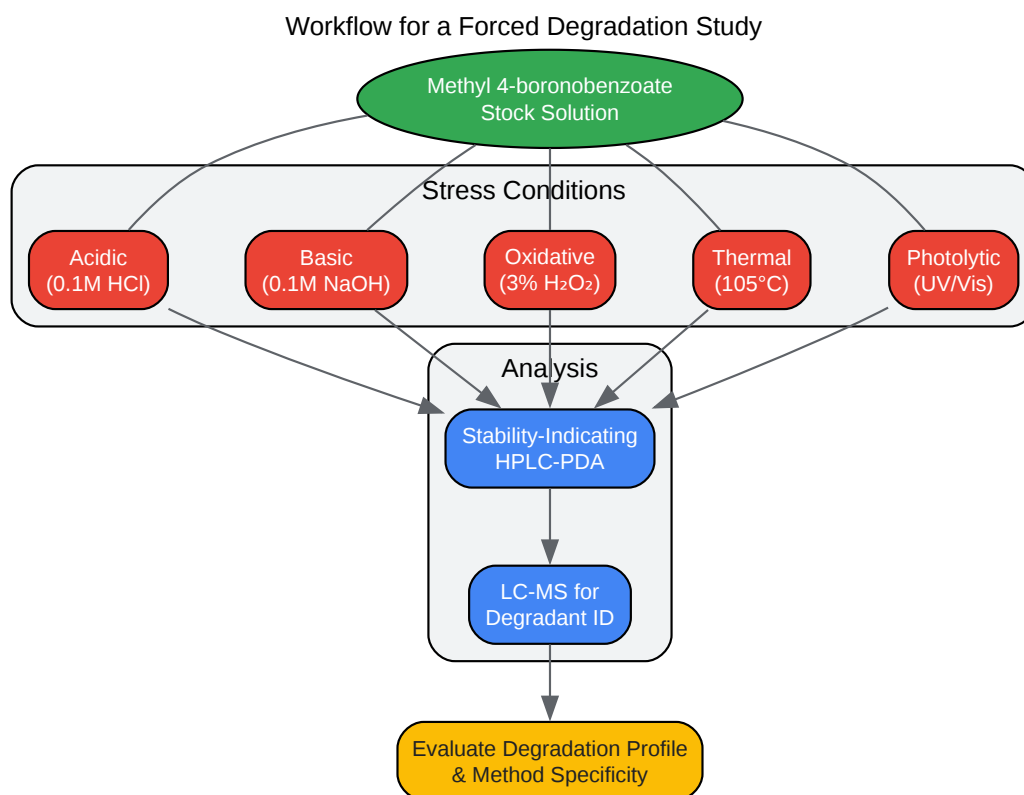 Workflow for a Forced Degradation Study
Methyl 4-boronobenzoate
Stock Solution
Stress Conditions
Acidic
(0.1M HCl)
Basic
(0.1M NaOH)
Oxidative
(3% H₂O₂)
Thermal
(105°C)
Photolytic
(UV/Vis)
Analysis
Stability-Indicating
HPLC-PDA
LC-MS for
Degradant ID
Evaluate Degradation Profile
& Method Specificity